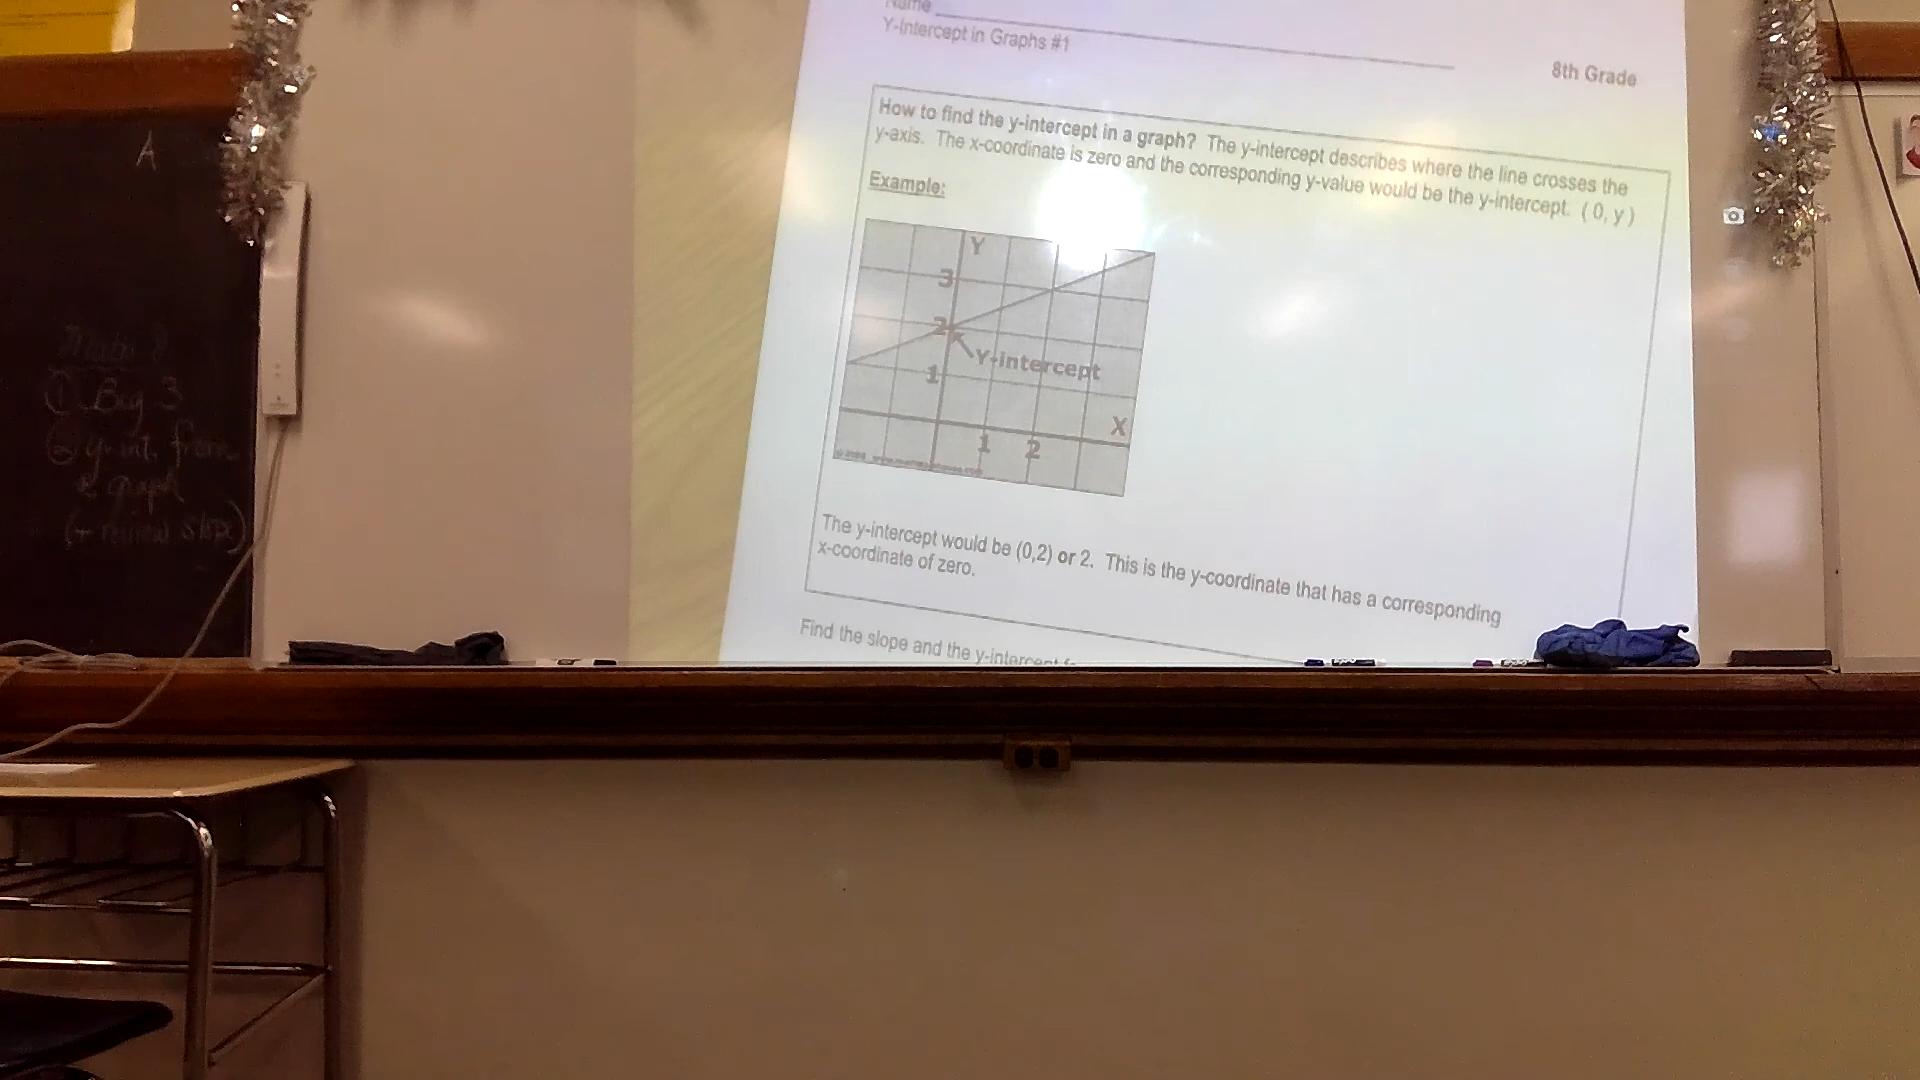 A
Math 8
① Big 3
② y-int. from
a graph
(+ review slope)
Name
Y-Intercept in Graphs #1
8th Grade
How to find the y-intercept in a graph? The y-intercept describes where the line crosses the
y-axis. The x-coordinate is zero and the corresponding y-value would be the y-intercept. ( 0, y )
Example:
Y
3
2
Y-intercept
1
X
1 2
The y-intercept would be (0,2) or 2. This is the y-coordinate that has a corresponding
x-coordinate of zero.
Find the slope and the y-intercept